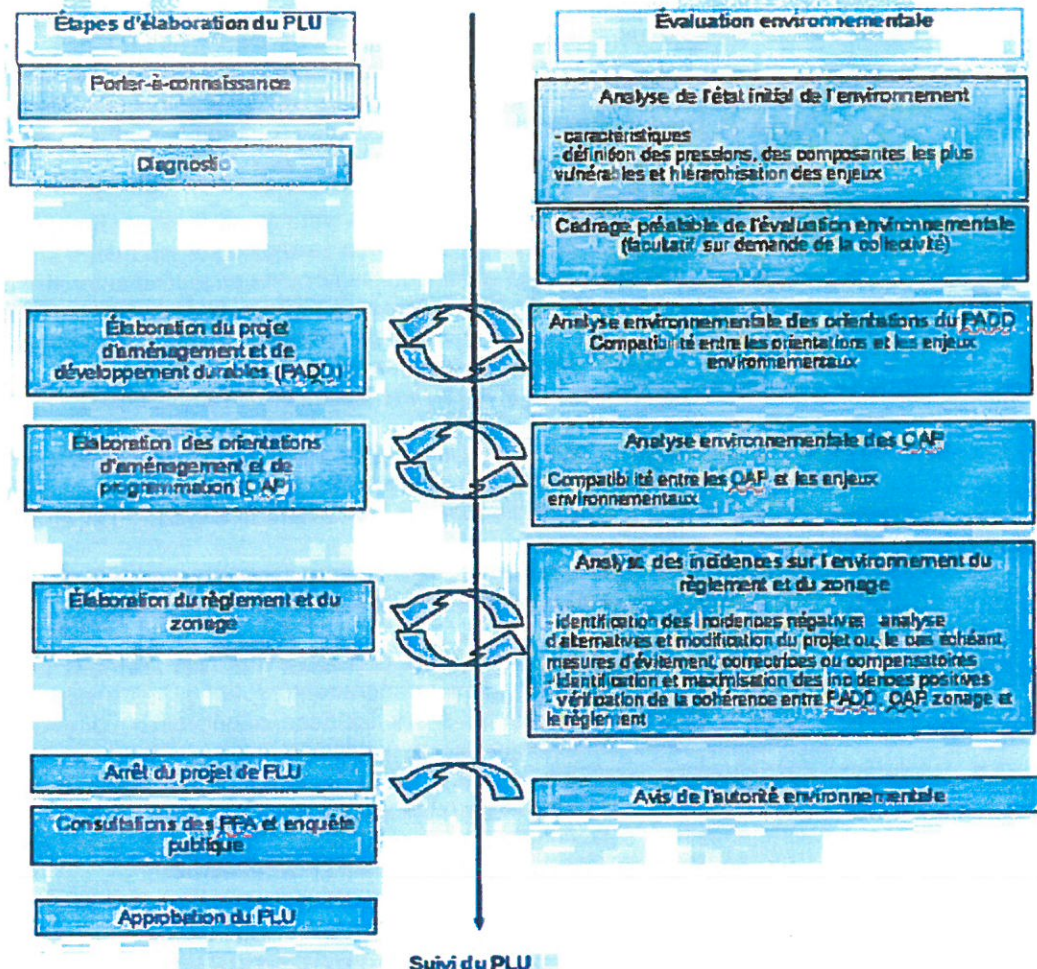 Étapes d'élaboration du PLU
Porter-à-connaissance
Diagnostic
Élaboration du projet
d'aménagement et de
développement durables (PADD)
Élaboration des orientations
d'aménagement et de
programmation (OAP)
Élaboration du règlement et du
zonage
Arrêt du projet de PLU
Consultations des PPA et enquête
publique
Approbation du PLU
Évaluation environnementale
Analyse de l'état initial de l'environnement
- caractéristiques
- définition des pressions, des composantes les plus
vulnérables et hiérarchisation des enjeux
Cadrage préalable de l'évaluation environnementale
(facultatif sur demande de la collectivité)
Analyse environnementale des orientations du PADD
Compatibilité entre les orientations et les enjeux
environnementaux
Analyse environnementale des OAP
Compatibilité entre les OAP et les enjeux
environnementaux
Analyse des incidences sur l'environnement du
règlement et du zonage
- identification des incidences négatives analyse
d'alternatives et modification du projet ou, le cas échéant,
mesures d'évitement, correctrices ou compensatoires
- identification et maximisation des incidences positives
- vérification de la cohérence entre PADD OAP zonage et
le règlement
Avis de l'autorité environnementale
Suivi du PLU